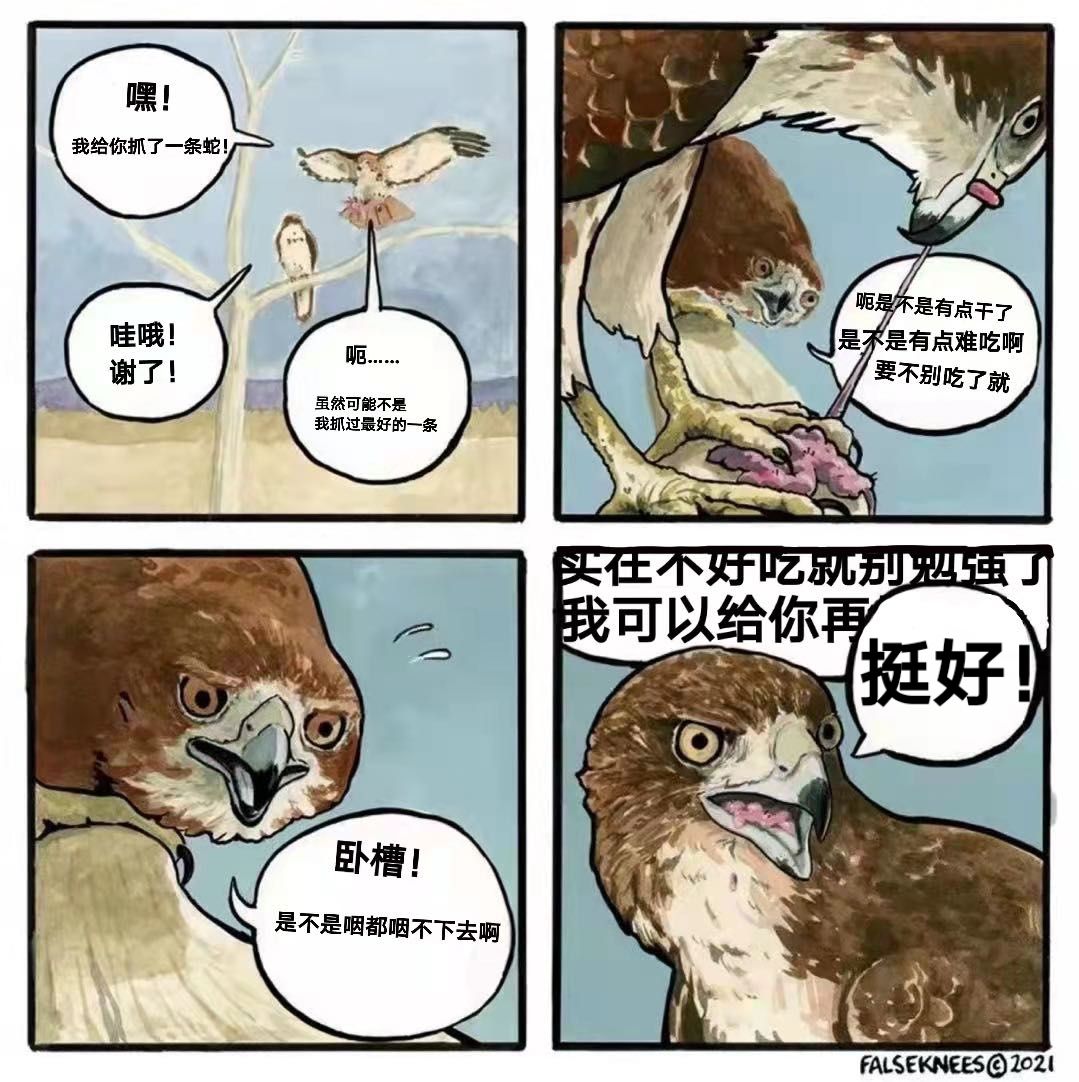 嘿！
我给你抓了一条蛇！
哇哦！
谢了！
呃……
虽然可能不是
我抓过最好的一条
呃是不是有点干了
是不是有点难吃啊
要不别吃了就
卧槽！
是不是咽都咽不下去啊
实在不好吃就别勉强了
我可以给你再
挺好！
FALSEKNEES©2021